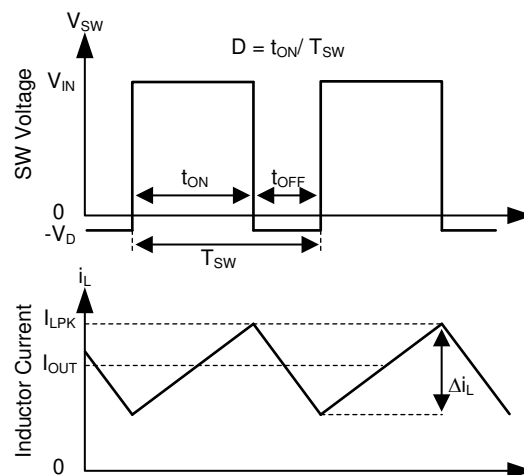 V_SW
D = t_ON/ T_SW
V_IN
SW Voltage
t_ON
t_OFF
0
-V_D
T_SW
i_L
I_LPK
Inductor Current
I_OUT
Δi_L
0